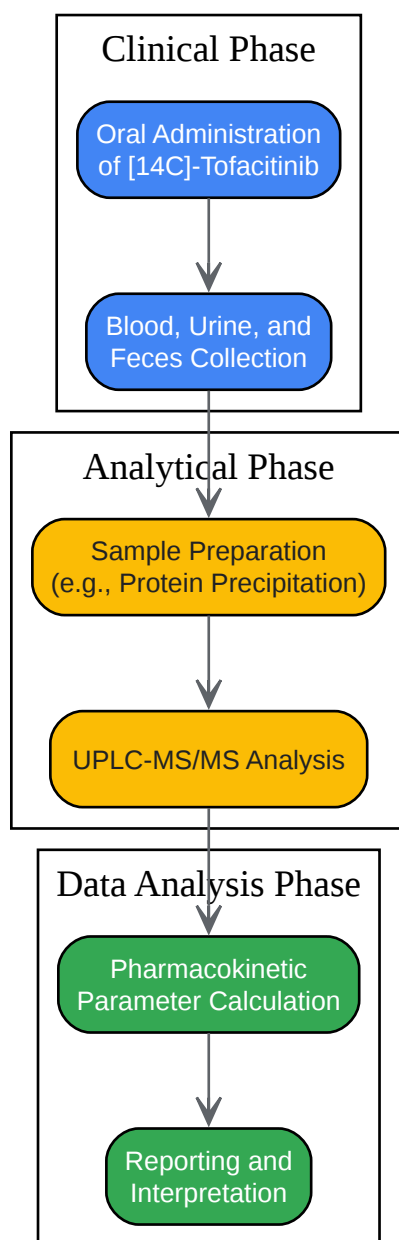 Clinical Phase
Oral Administration
of [14C]-Tofacitinib
Blood, Urine, and
Feces Collection
Analytical Phase
Sample Preparation
(e.g., Protein Precipitation)
UPLC-MS/MS Analysis
Data Analysis Phase
Pharmacokinetic
Parameter Calculation
Reporting and
Interpretation